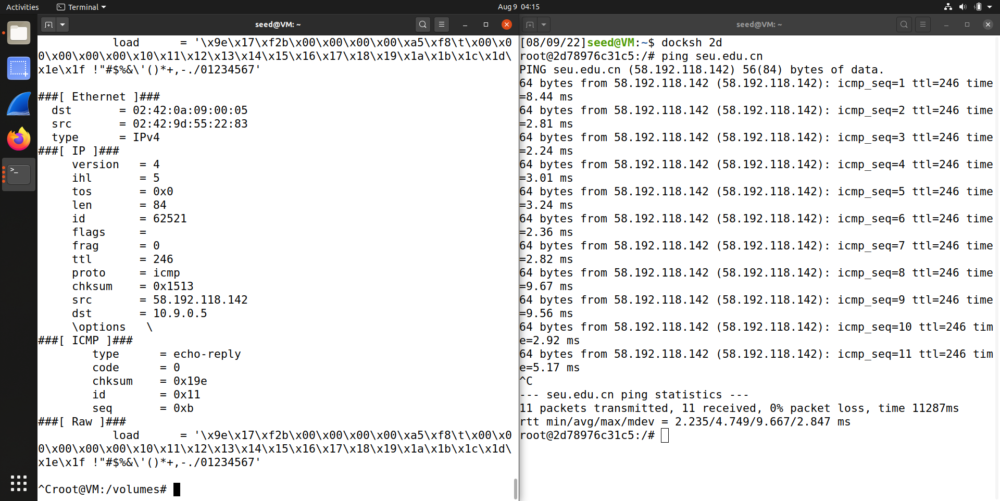 Activities
Terminal
Aug 9 04:15
seed@VM: ~
load      = '\x9e\x17\xf2b\x00\x00\x00\x00\xa5\xf8\t\x00\x0
0\x00\x00\x00\x10\x11\x12\x13\x14\x15\x16\x17\x18\x19\x1a\x1b\x1c\x1d\
x1e\x1f !"#$%&\'()*+,-./01234567'
###[ Ethernet ]###
  dst       = 02:42:0a:09:00:05
  src       = 02:42:9d:55:22:83
  type      = IPv4
###[ IP ]###
     version   = 4
     ihl       = 5
     tos       = 0x0
     len       = 84
     id        = 62521
     flags     =
     frag      = 0
     ttl       = 246
     proto     = icmp
     chksum    = 0x1513
     src       = 58.192.118.142
     dst       = 10.9.0.5
     \options   \
###[ ICMP ]###
        type      = echo-reply
        code      = 0
        chksum    = 0x19e
        id        = 0x11
        seq       = 0xb
###[ Raw ]###
           load      = '\x9e\x17\xf2b\x00\x00\x00\x00\xa5\xf8\t\x00\x0
0\x00\x00\x00\x10\x11\x12\x13\x14\x15\x16\x17\x18\x19\x1a\x1b\x1c\x1d\
x1e\x1f !"#$%&\'()*+,-./01234567'
^Croot@VM:/volumes#
seed@VM: ~
[08/09/22]seed@VM:~$ docksh 2d
root@2d78976c31c5:/# ping seu.edu.cn
PING seu.edu.cn (58.192.118.142) 56(84) bytes of data.
64 bytes from 58.192.118.142 (58.192.118.142): icmp_seq=1 ttl=246 time
=8.44 ms
64 bytes from 58.192.118.142 (58.192.118.142): icmp_seq=2 ttl=246 time
=2.81 ms
64 bytes from 58.192.118.142 (58.192.118.142): icmp_seq=3 ttl=246 time
=2.24 ms
64 bytes from 58.192.118.142 (58.192.118.142): icmp_seq=4 ttl=246 time
=3.01 ms
64 bytes from 58.192.118.142 (58.192.118.142): icmp_seq=5 ttl=246 time
=3.24 ms
64 bytes from 58.192.118.142 (58.192.118.142): icmp_seq=6 ttl=246 time
=2.36 ms
64 bytes from 58.192.118.142 (58.192.118.142): icmp_seq=7 ttl=246 time
=2.82 ms
64 bytes from 58.192.118.142 (58.192.118.142): icmp_seq=8 ttl=246 time
=9.67 ms
64 bytes from 58.192.118.142 (58.192.118.142): icmp_seq=9 ttl=246 time
=9.56 ms
64 bytes from 58.192.118.142 (58.192.118.142): icmp_seq=10 ttl=246 tim
e=2.92 ms
64 bytes from 58.192.118.142 (58.192.118.142): icmp_seq=11 ttl=246 tim
e=5.17 ms
^C
--- seu.edu.cn ping statistics ---
11 packets transmitted, 11 received, 0% packet loss, time 11287ms
rtt min/avg/max/mdev = 2.235/4.749/9.667/2.847 ms
root@2d78976c31c5:/#